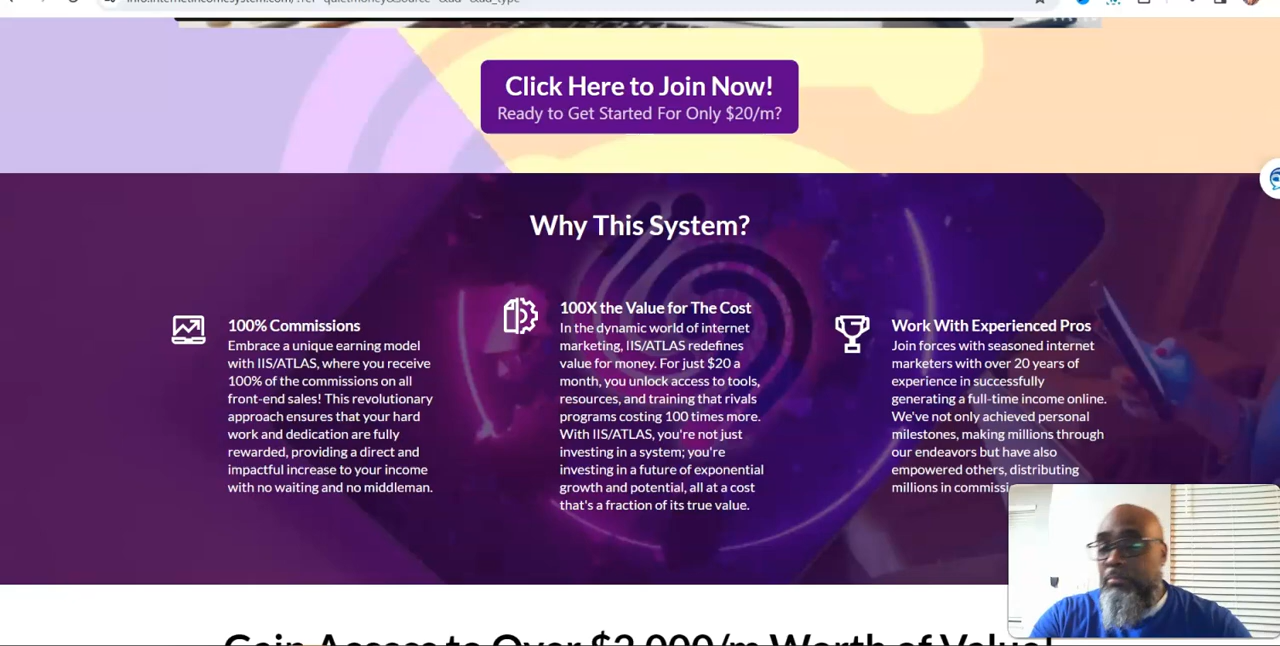 Click Here to Join Now!
Ready to Get Started For Only $20/m?
Why This System?
100% Commissions
Embrace a unique earning model
with IIS/ATLAS, where you receive
100% of the commissions on all
front-end sales! This revolutionary
approach ensures that your hard
work and dedication are fully
rewarded, providing a direct and
impactful increase to your income
with no waiting and no middleman.
100X the Value for The Cost
In the dynamic world of internet
marketing, IIS/ATLAS redefines
value for money. For just $20 a
month, you unlock access to tools,
resources, and training that rivals
programs costing 100 times more.
With IIS/ATLAS, you're not just
investing in a system; you're
investing in a future of exponential
growth and potential, all at a cost
that's a fraction of its true value.
Work With Experienced Pros
Join forces with seasoned internet
marketers with over 20 years of
experience in successfully
generating a full-time income online.
We've not only achieved personal
milestones, making millions through
our endeavors but have also
empowered others, distributing
millions in
Gain Access to Over $2,000/m Worth of Value!